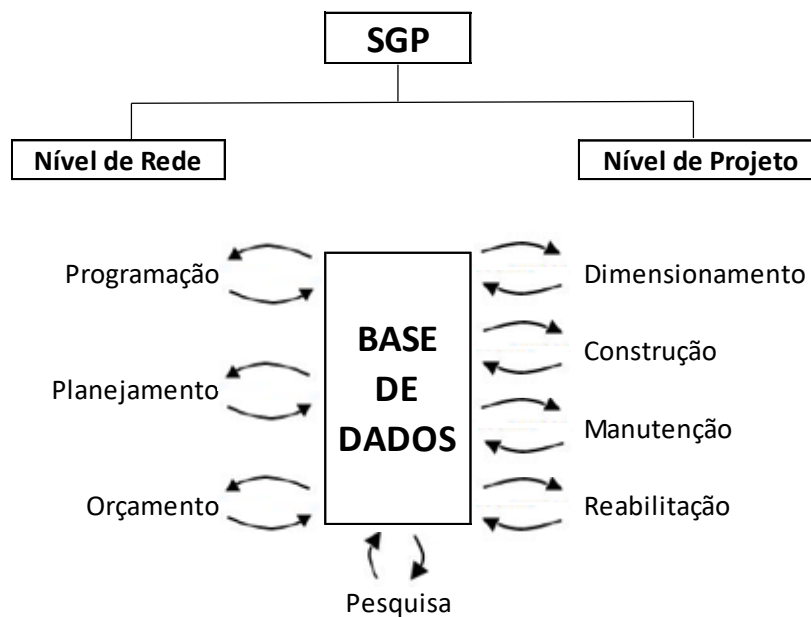 SGP
Nível de Rede
Nível de Projeto
Programação
Planejamento
Orçamento
BASE
DE
DADOS
Dimensionamento
Construção
Manutenção
Reabilitação
Pesquisa